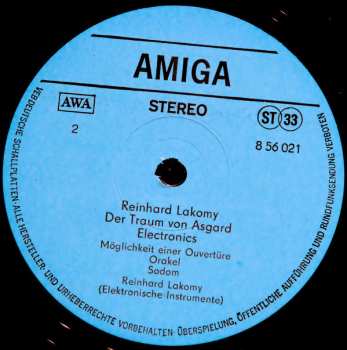 AMIGA
AWA
STEREO
ST 33
2
8 56 021
Reinhard Lakomy
Der Traum von Asgard
Electronics
Möglichkeit einer Ouvertüre
Orakel
Sodom
Reinhard Lakomy
(Elektronische Instrumente)
VEB DEUTSCHE SCHALLPLATTEN · ALLE HERSTELLER- UND URHEBERRECHTE VORBEHALTEN · ÜBERSPIELUNG, ÖFFENTLICHE AUFFÜHRUNG UND RUNDFUNKSENDUNG VERBOTEN